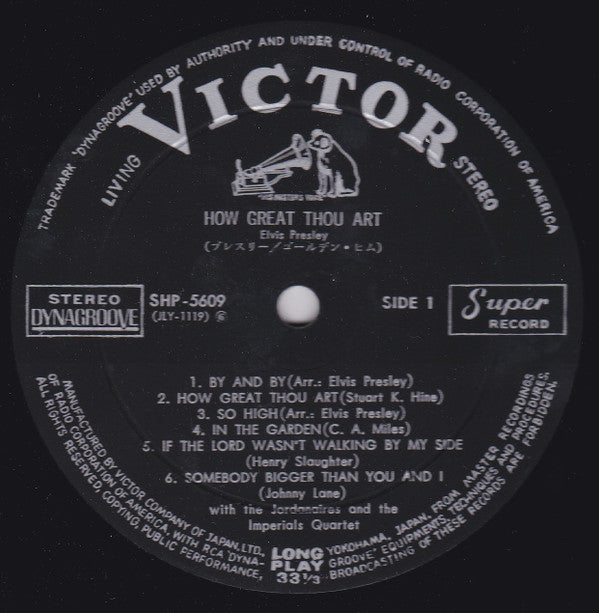 TRADEMARK "DYNAGROOVE" USED BY AUTHORITY AND UNDER CONTROL OF RADIO CORPORATION OF AMERICA
VICTOR
LIVING
STEREO
"HIS MASTER'S VOICE"
HOW GREAT THOU ART
Elvis Presley
(プレスリー/ゴールデン・ヒム)
STEREO
DYNAGROOVE
SHP-5609
(JLY-1119) Ⓡ
SIDE 1
Super
RECORD
1. BY AND BY(Arr.: Elvis Presley)
2. HOW GREAT THOU ART(Stuart K. Hine)
3. SO HIGH(Arr.: Elvis Presley)
4. IN THE GARDEN(C. A. Miles)
5. IF THE LORD WASN'T WALKING BY MY SIDE
(Henry Slaughter)
6. SOMEBODY BIGGER THAN YOU AND I
(Johnny Lane)
with the Jordanaires and the
Imperials Quartet
LONG
PLAY
33 1/3
MANUFACTURED BY VICTOR COMPANY OF JAPAN, LTD., YOKOHAMA, JAPAN, FROM MASTER RECORDINGS
OF RADIO CORPORATION OF AMERICA, WITH RCA 'DYNA-GROOVE' EQUIPMENTS, TECHNIQUES AND PROCEDURES.
ALL RIGHTS RESERVED, COPYING, PUBLIC PERFORMANCE, BROADCASTING OF THESE RECORDS ARE FORBIDDEN.